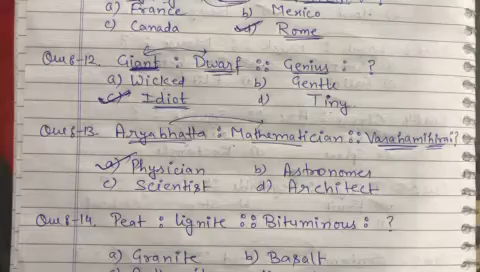 a) France b) Mexico
c) Canada d) Rome
Ques-12. Giant : Dwarf :: Genius : ?
a) Wicked b) Gentle
c) Idiot d) Tiny
Ques-13. Aryabhatta : Mathematician :: Varahamihira : ?
a) Physician b) Astronomer
c) Scientist d) Architect
Ques-14. Peat : lignite :: Bituminous : ?
a) Granite b) Basalt